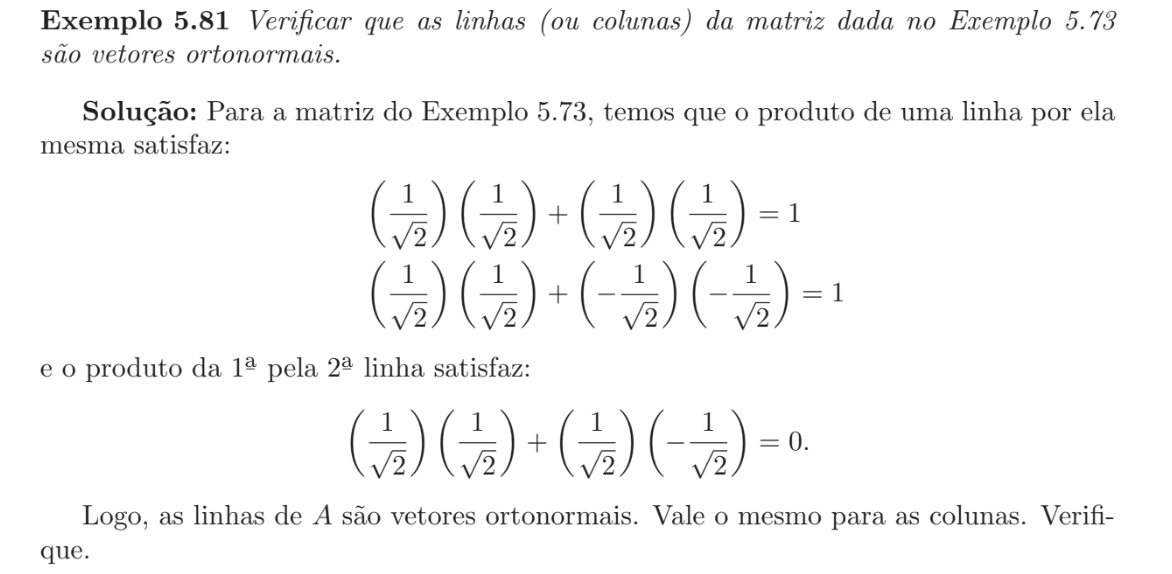 Exemplo 5.81 Verificar que as linhas (ou colunas) da matriz dada no Exemplo 5.73
são vetores ortonormais.
Solução: Para a matriz do Exemplo 5.73, temos que o produto de uma linha por ela
mesma satisfaz:
(1/√2)(1/√2) + (1/√2)(1/√2) = 1
(1/√2)(1/√2) + (−1/√2)(−1/√2) = 1
e o produto da 1ª pela 2ª linha satisfaz:
(1/√2)(1/√2) + (1/√2)(−1/√2) = 0.
Logo, as linhas de A são vetores ortonormais. Vale o mesmo para as colunas. Verifi-
que.